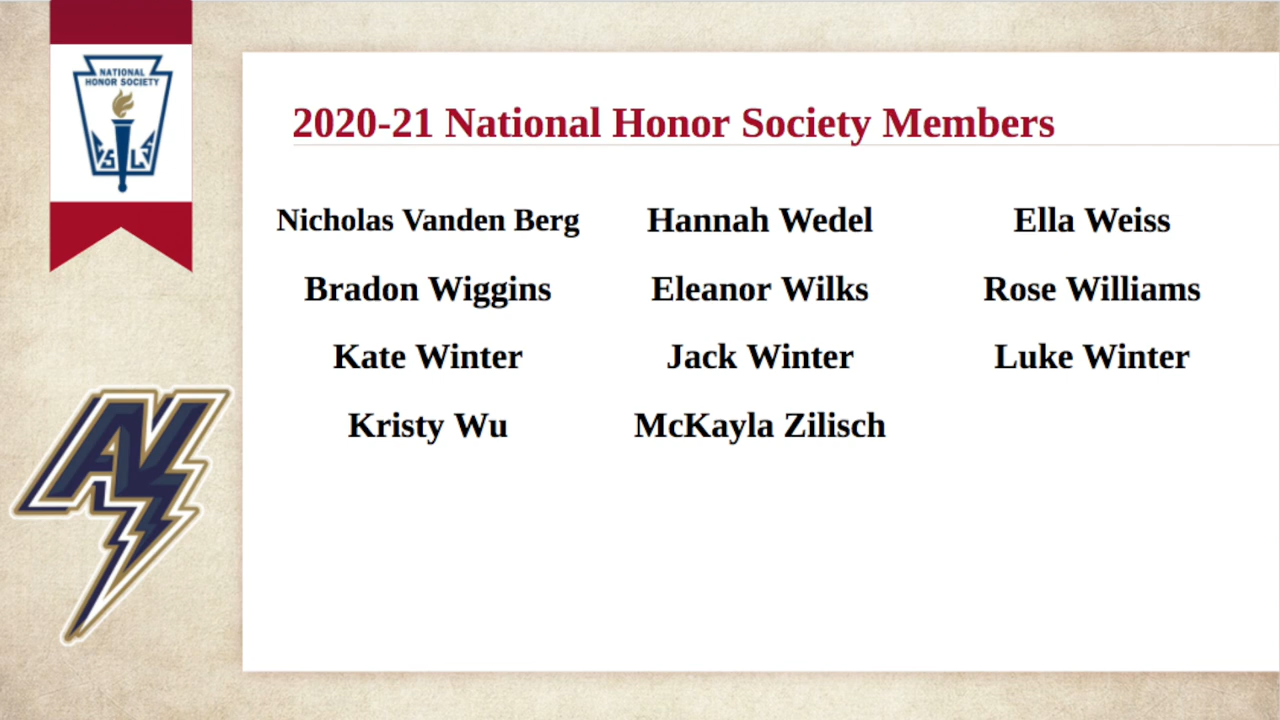 NATIONAL
HONOR SOCIETY
S L S
2020-21 National Honor Society Members
Nicholas Vanden Berg Hannah Wedel Ella Weiss
Bradon Wiggins Eleanor Wilks Rose Williams
Kate Winter Jack Winter Luke Winter
Kristy Wu McKayla Zilisch
AN